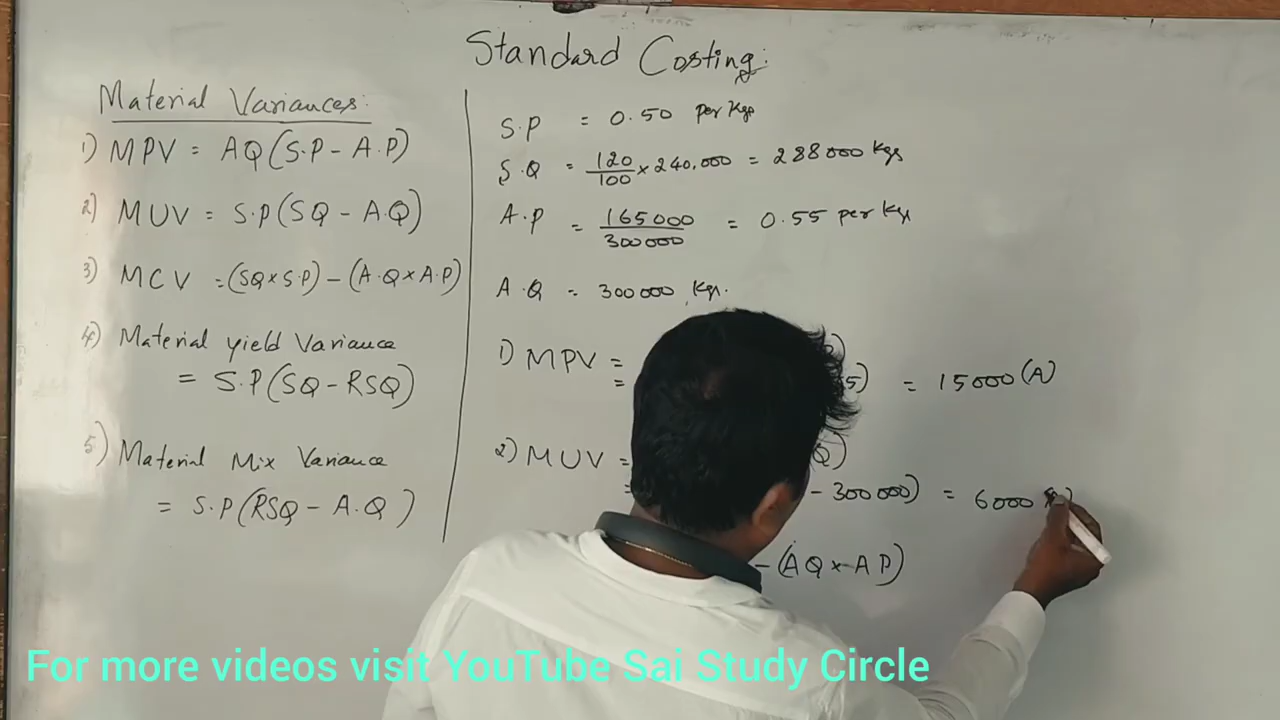 Standard Costing:
Material Variances:
1) MPV = AQ(S.P - A.P)
2) MUV = S.P(SQ - A.Q)
3) MCV = (SQ×S.P) - (A.Q×A.P)
4) Material yield Variance
= S.P(SQ - RSQ)
5) Material Mix Variance
= S.P(RSQ - A.Q)
S.P = 0.50 per Kgs
S.Q = 120/100 × 240,000 = 288000 Kgs
A.P = 165000/300000 = 0.55 per Kgs
A.Q = 300000 Kgs.
1) MPV =
= 5) = 15000(A)
2) MUV = Q)
= - 300000) = 6000
- (AQ × AP)
For more videos visit YouTube Sai Study Circle